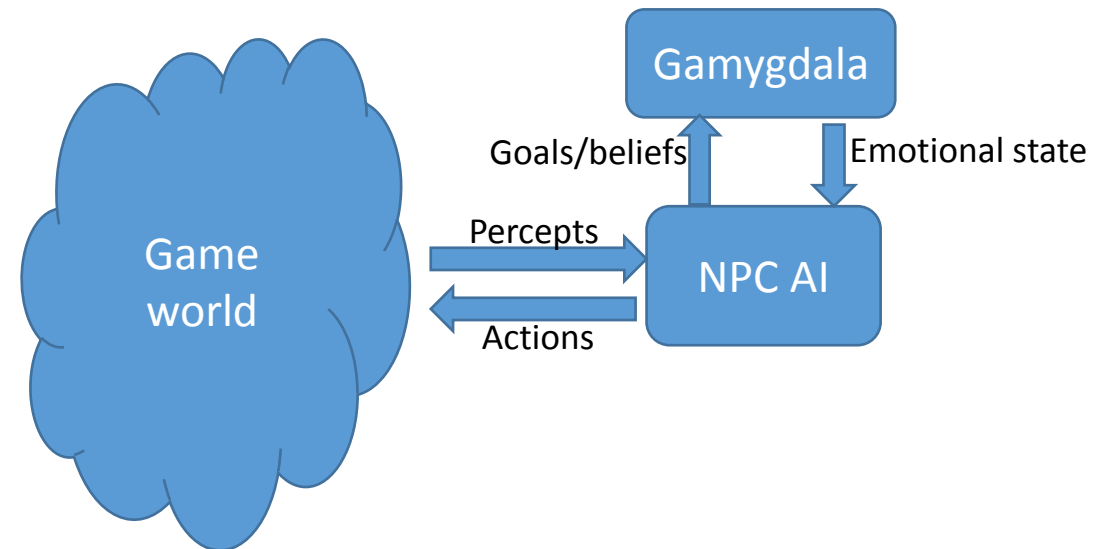 Gamygdala
Goals/beliefs
Emotional state
Percepts
Game
world
NPC AI
Actions